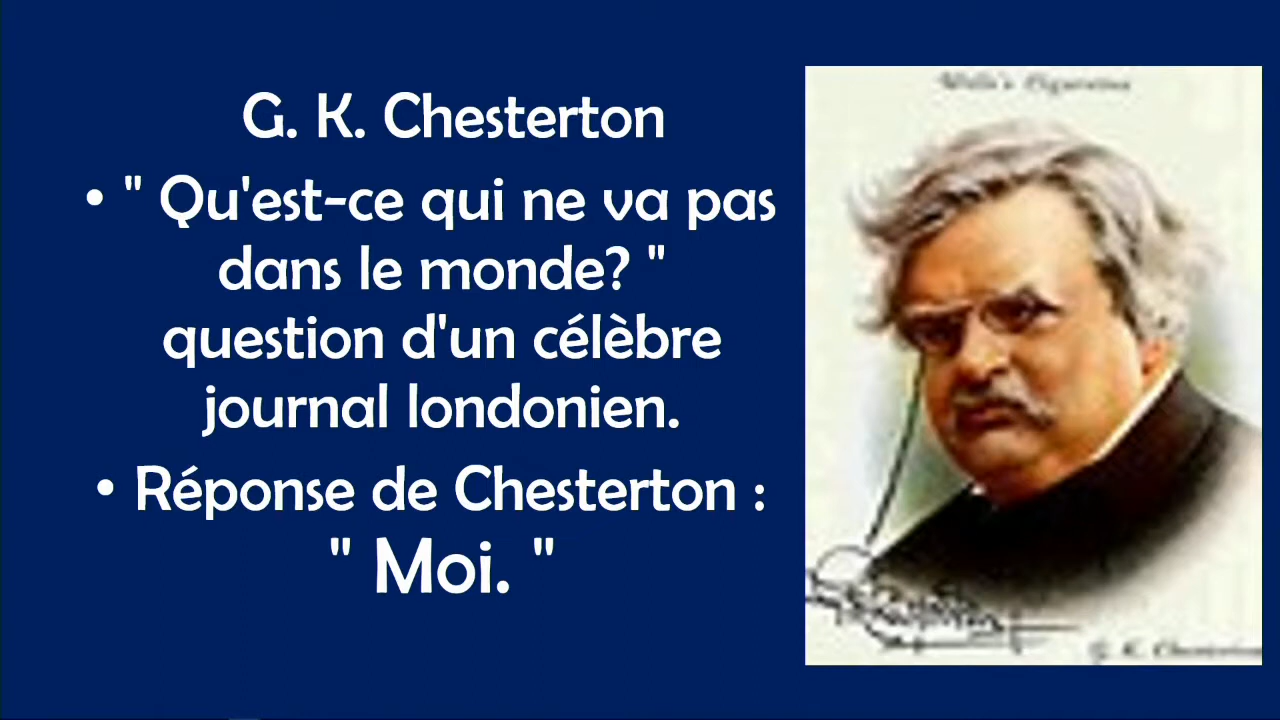 G. K. Chesterton
• " Qu'est-ce qui ne va pas
dans le monde? "
question d'un célèbre
journal londonien.
• Réponse de Chesterton :
" Moi. "
G. K. Chesterton